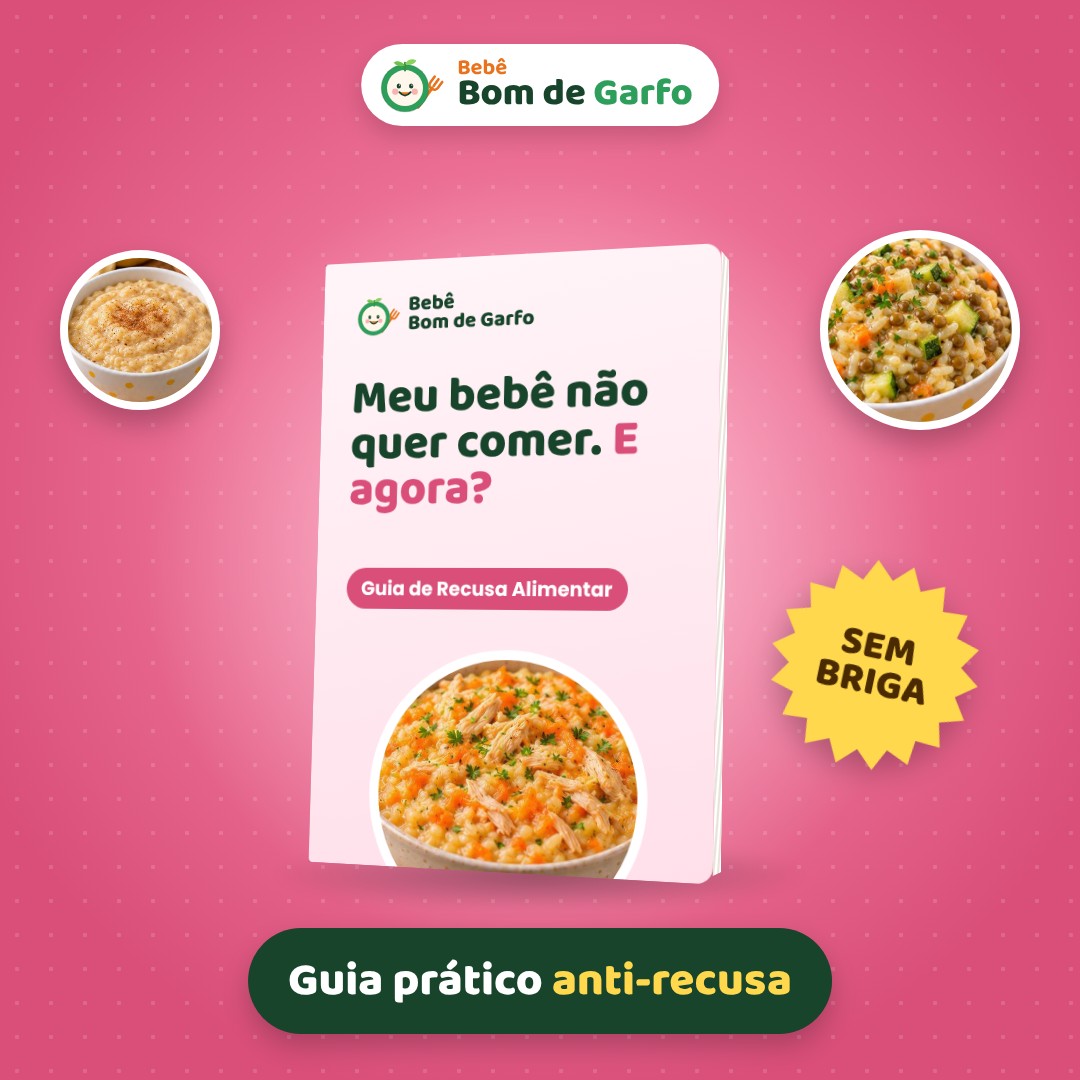 Bebê
Bom de Garfo
Bebê
Bom de Garfo
Meu bebê não
quer comer. E
agora?
Guia de Recusa Alimentar
SEM
BRIGA
Guia prático anti-recusa